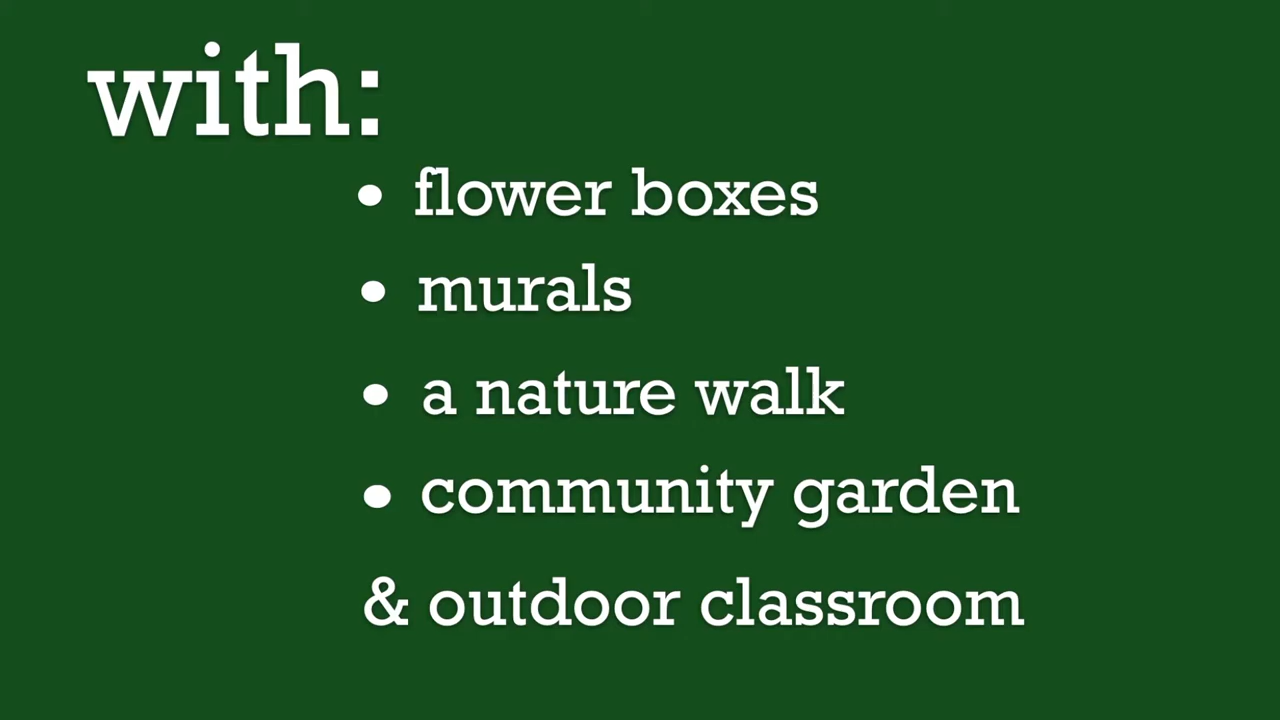 with:
• flower boxes
• murals
• a nature walk
• community garden
& outdoor classroom